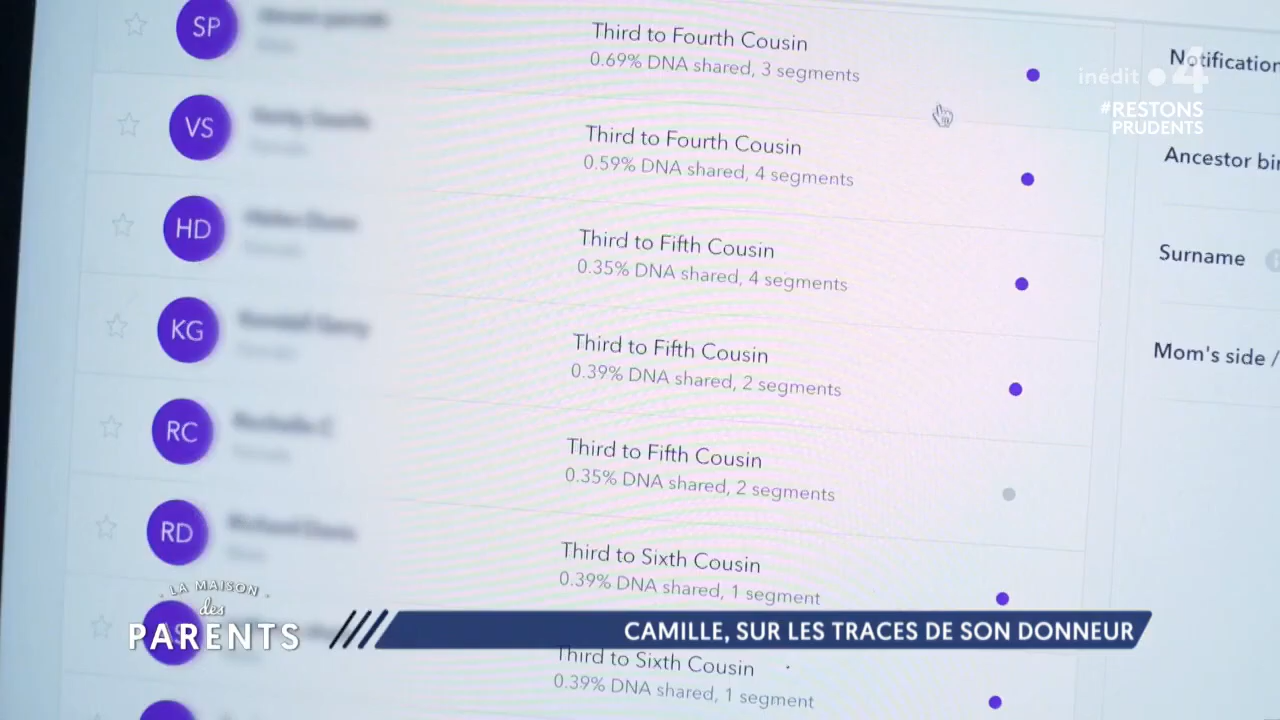 SP
Third to Fourth Cousin
0.69% DNA shared, 3 segments
Notification
inédit 4
#RESTONS
PRUDENTS
VS
Third to Fourth Cousin
0.59% DNA shared, 4 segments
Ancestor bi
HD
Third to Fifth Cousin
0.35% DNA shared, 4 segments
Surname
KG
Third to Fifth Cousin
0.39% DNA shared, 2 segments
Mom's side /
RC
Third to Fifth Cousin
0.35% DNA shared, 2 segments
RD
Third to Sixth Cousin
0.39% DNA shared, 1 segment
LA MAISON
des
PARENTS
CAMILLE, SUR LES TRACES DE SON DONNEUR
Third to Sixth Cousin
0.39% DNA shared, 1 segment